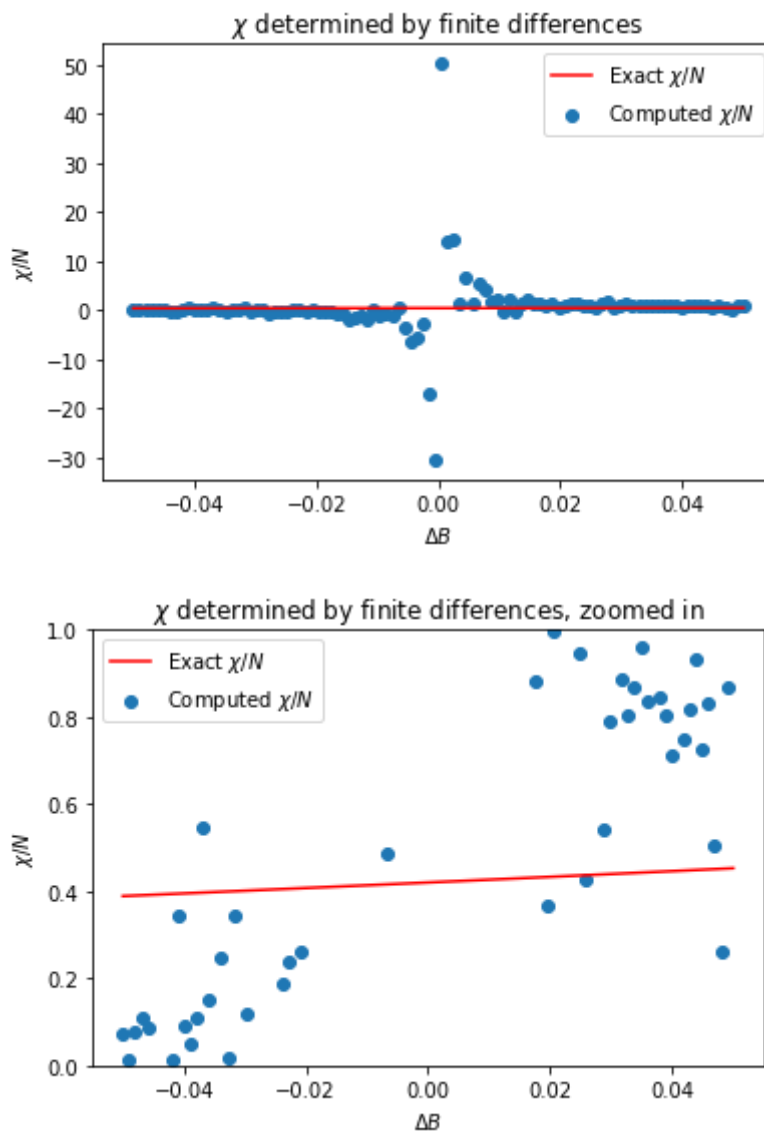 χ determined by finite differences
50
40
30
20
10
0
−10
−20
−30
χ/N
Exact χ/N
Computed χ/N
−0.04
−0.02
0.00
0.02
0.04
ΔB
χ determined by finite differences, zoomed in
1.0
0.8
0.6
0.4
0.2
0.0
χ/N
Exact χ/N
Computed χ/N
−0.04
−0.02
0.00
0.02
0.04
ΔB